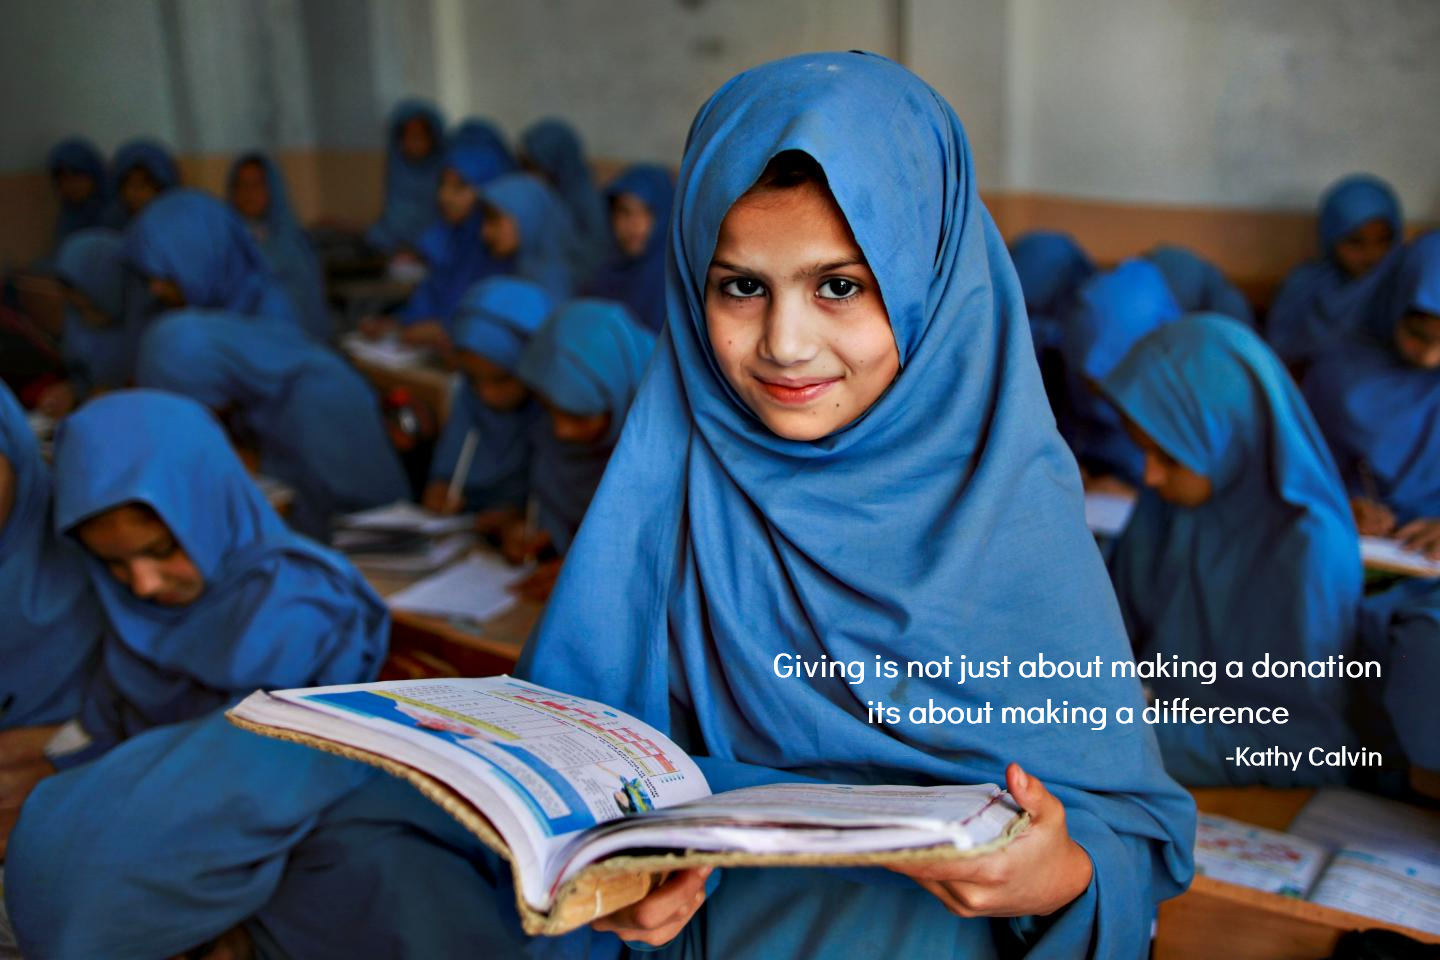 Giving is not just about making a donation
its about making a difference
-Kathy Calvin